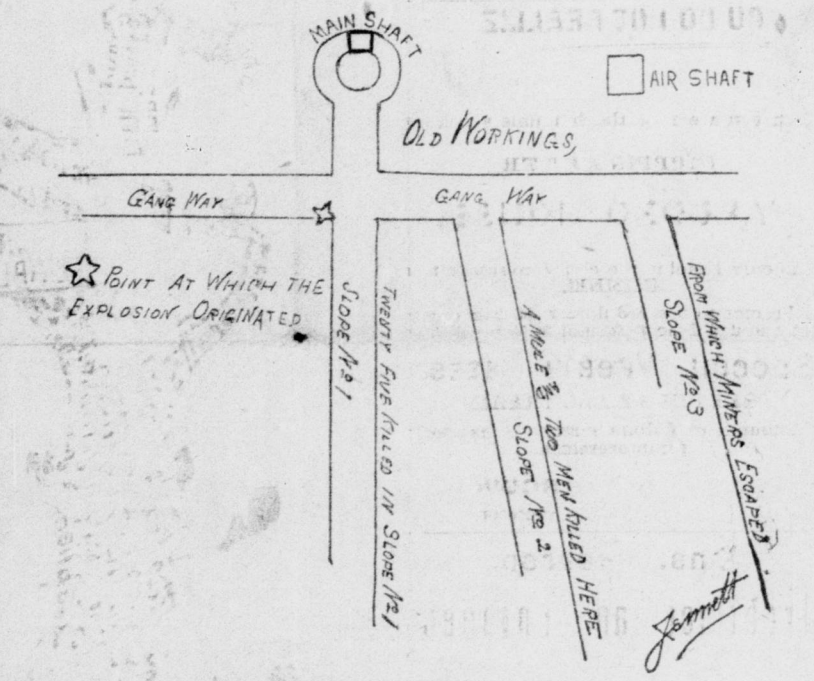 MAIN SHAFT
AIR SHAFT
OLD WORKINGS,
GANG WAY
GANG WAY
POINT AT WHICH THE
EXPLOSION ORIGINATED
SLOPE No 1
TWENTY FIVE KILLED IN SLOPE No 1
A MULE & TWO MEN KILLED HERE
SLOPE No 2
FROM WHICH MINERS ESCAPED
SLOPE No 3
Jennett